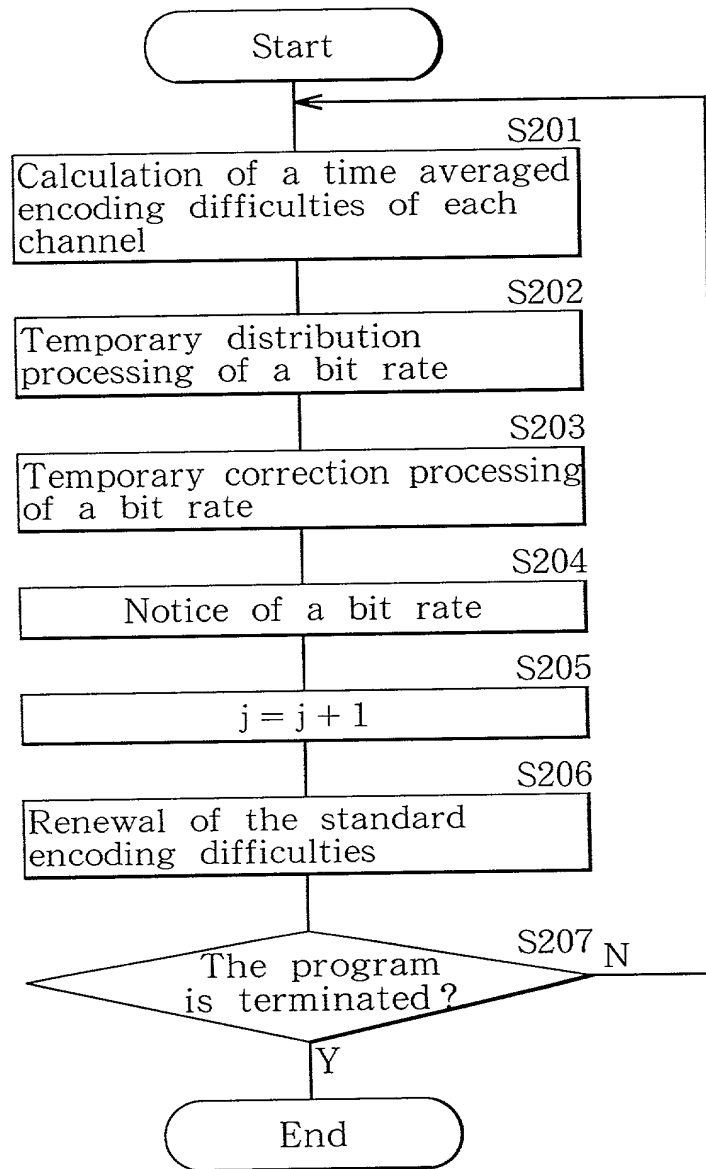 Start
S201
Calculation of a time averaged
encoding difficulties of each
channel
S202
Temporary distribution
processing of a bit rate
S203
Temporary correction processing
of a bit rate
S204
Notice of a bit rate
S205
j = j + 1
S206
Renewal of the standard
encoding difficulties
S207
The program
is terminated?
N
Y
End